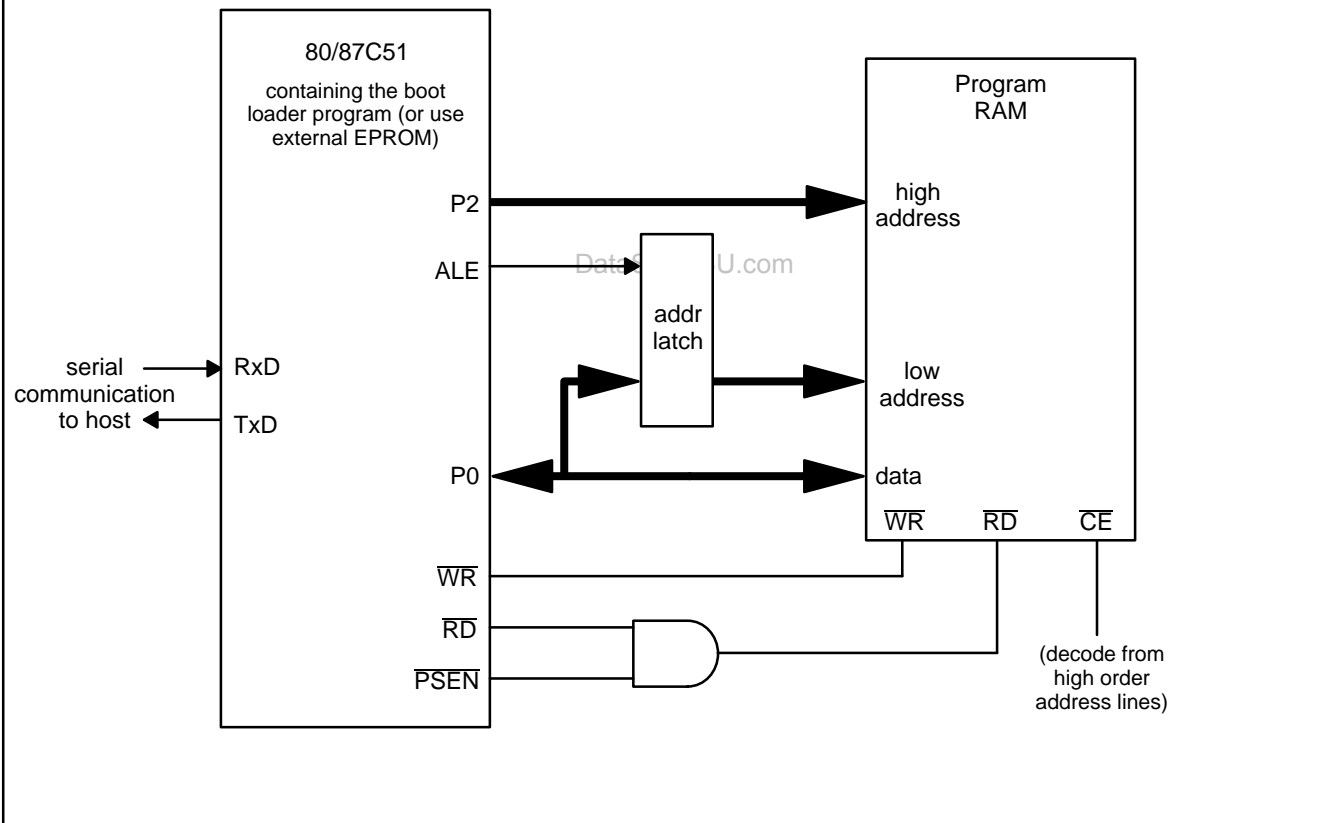 80/87C51
containing the boot
loader program (or use
external EPROM)
Program
RAM
P2
high
address
ALE
U.com
addr
latch
serial
communication
to host
RxD
TxD
low
address
P0
data
WR
RD
CE
WR
RD
PSEN
(decode from
high order
address lines)